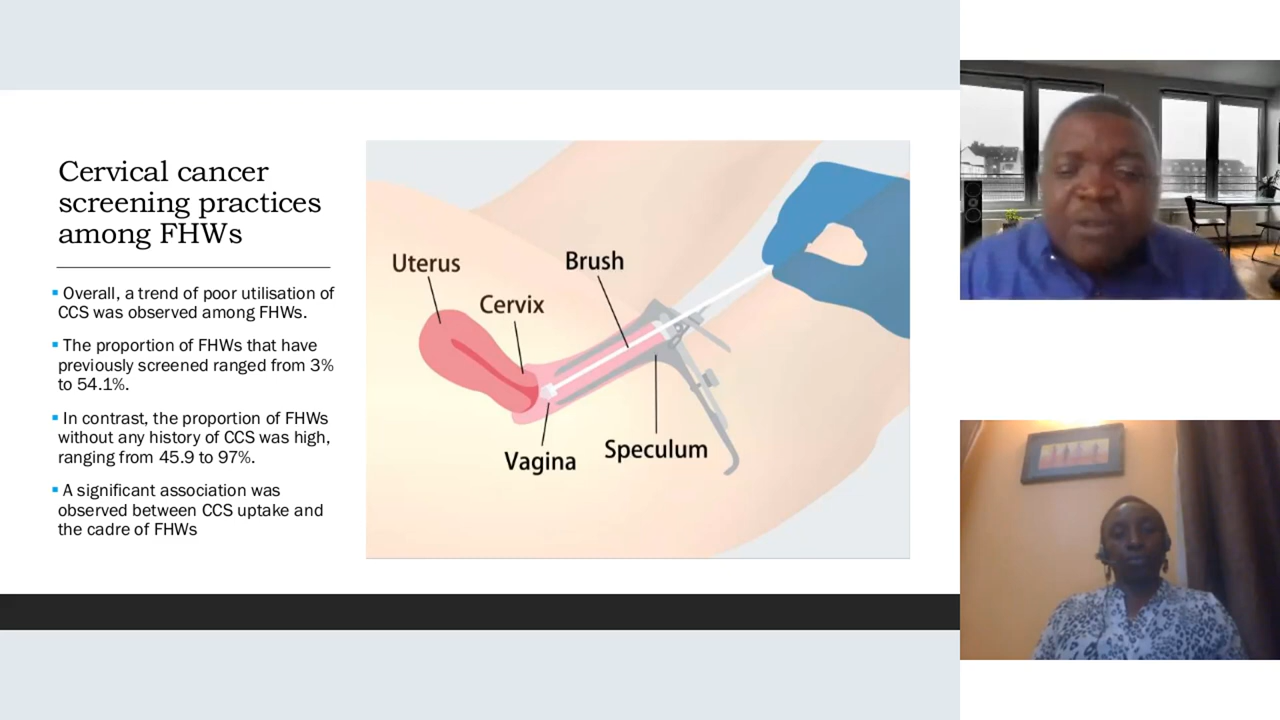 Cervical cancer
screening practices
among FHWs
▪ Overall, a trend of poor utilisation of
CCS was observed among FHWs.
▪ The proportion of FHWs that have
previously screened ranged from 3%
to 54.1%.
▪ In contrast, the proportion of FHWs
without any history of CCS was high,
ranging from 45.9 to 97%.
▪ A significant association was
observed between CCS uptake and
the cadre of FHWs
Uterus
Brush
Cervix
Vagina
Speculum